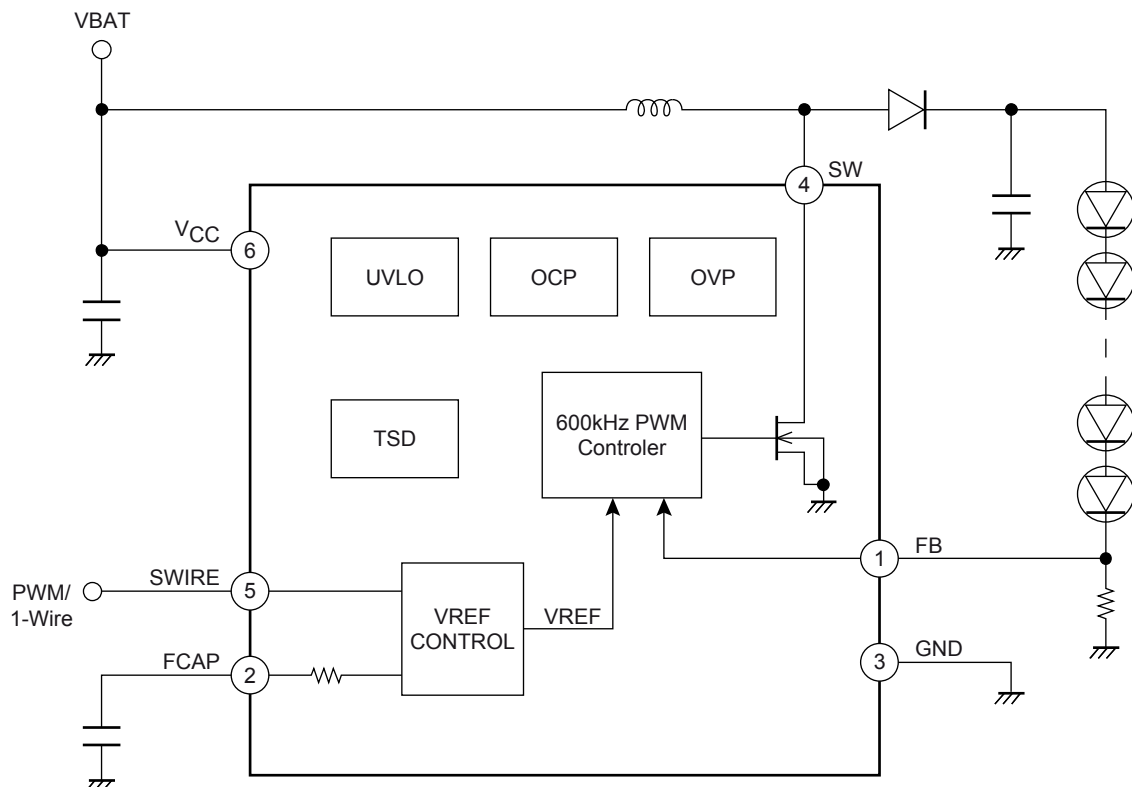 VBAT
SW
4
VCC
6
UVLO
OCP
OVP
TSD
600kHz PWM
Controler
1
FB
PWM/
1-Wire
SWIRE
5
VREF
CONTROL
VREF
FCAP
2
3
GND